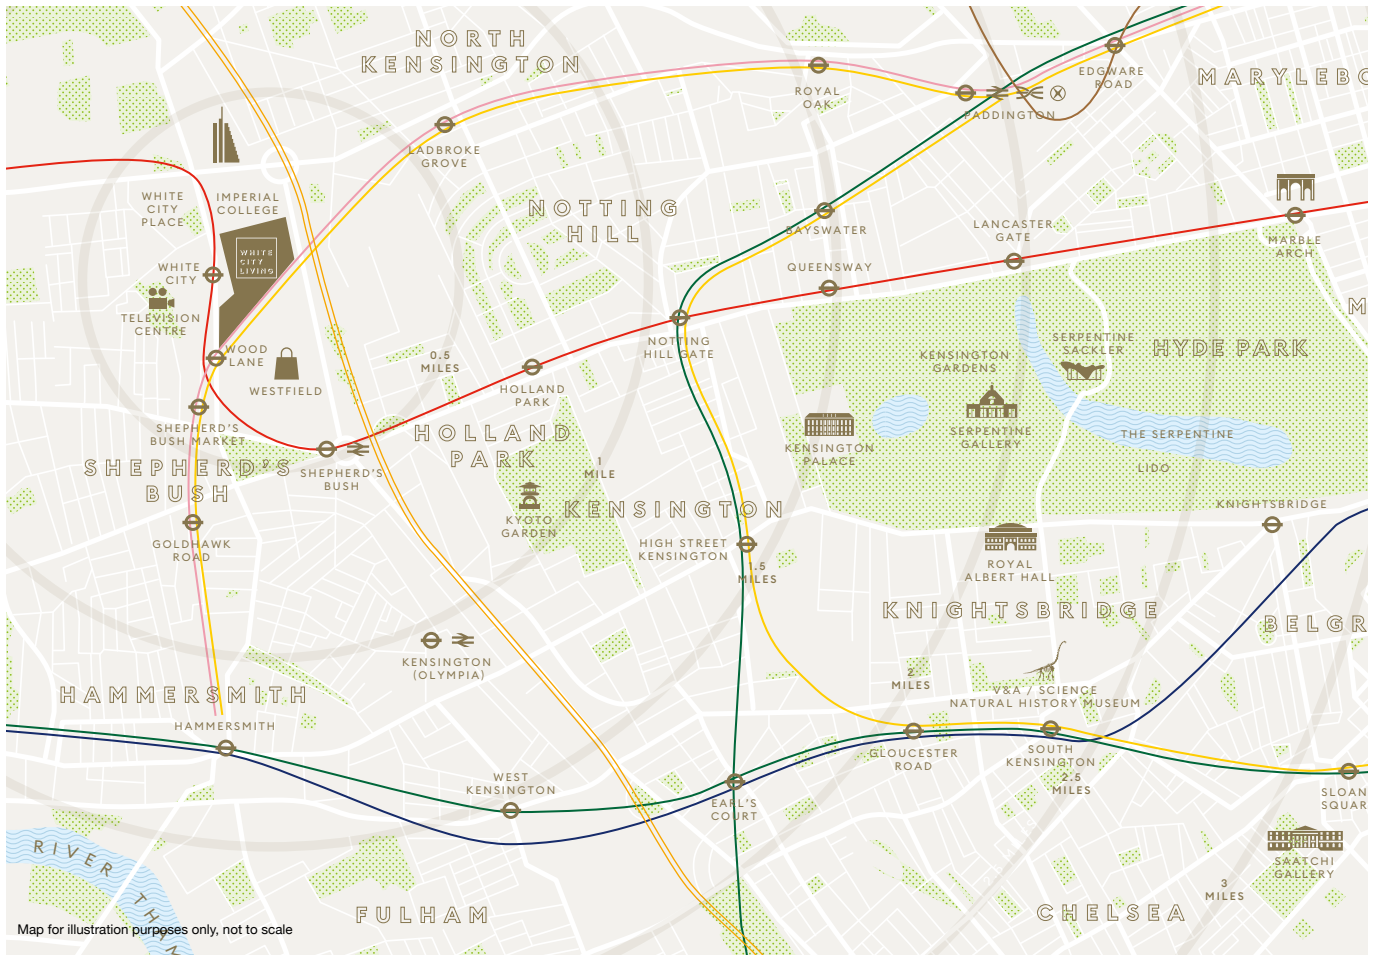 NORTH
KENSINGTON
ROYAL
OAK
EDGWARE
ROAD
PADDINGTON
LADBROKE
GROVE
WHITE
CITY
PLACE
IMPERIAL
COLLEGE
NOTTING
HILL
BAYSWATER
LANCASTER
GATE
MARBLE
ARCH
WHITE
CITY
LIVING
WHITE
CITY
QUEENSWAY
TELEVISION
CENTRE
WOOD
LANE
WESTFIELD
0.5
MILES
NOTTING
HILL GATE
KENSINGTON
GARDENS
SERPENTINE
SACKLER
HYDE PARK
HOLLAND
PARK
SHEPHERD'S
BUSH MARKET
HOLLAND
PARK
SERPENTINE
GALLERY
THE SERPENTINE
LIDO
KENSINGTON
PALACE
SHEPHERD'S
BUSH
SHEPHERD'S
BUSH
1
MILE
KYOTO
GARDEN
KENSINGTON
KNIGHTSBRIDGE
GOLDHAWK
ROAD
HIGH STREET
KENSINGTON
1.5
MILES
ROYAL
ALBERT HALL
KNIGHTSBRIDGE
KENSINGTON
(OLYMPIA)
2
MILES
V&A / SCIENCE
NATURAL HISTORY MUSEUM
HAMMERSMITH
HAMMERSMITH
GLOUCESTER
ROAD
SOUTH
KENSINGTON
2.5
MILES
WEST
KENSINGTON
EARL'S
COURT
SAATCHI
GALLERY
3
MILES
RIVER
FULHAM
CHELSEA
Map for illustration purposes only, not to scale